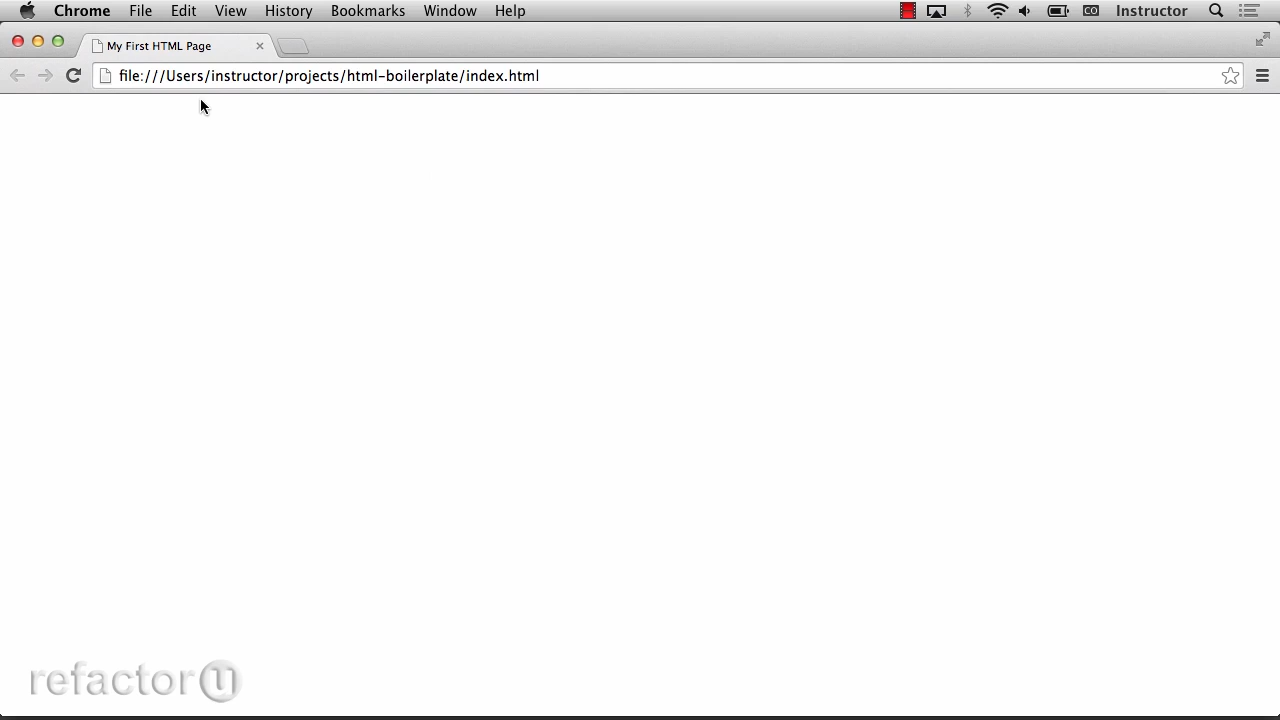 Chrome File Edit View History Bookmarks Window Help Instructor
My First HTML Page
file:///Users/instructor/projects/html-boilerplate/index.html
refactor u